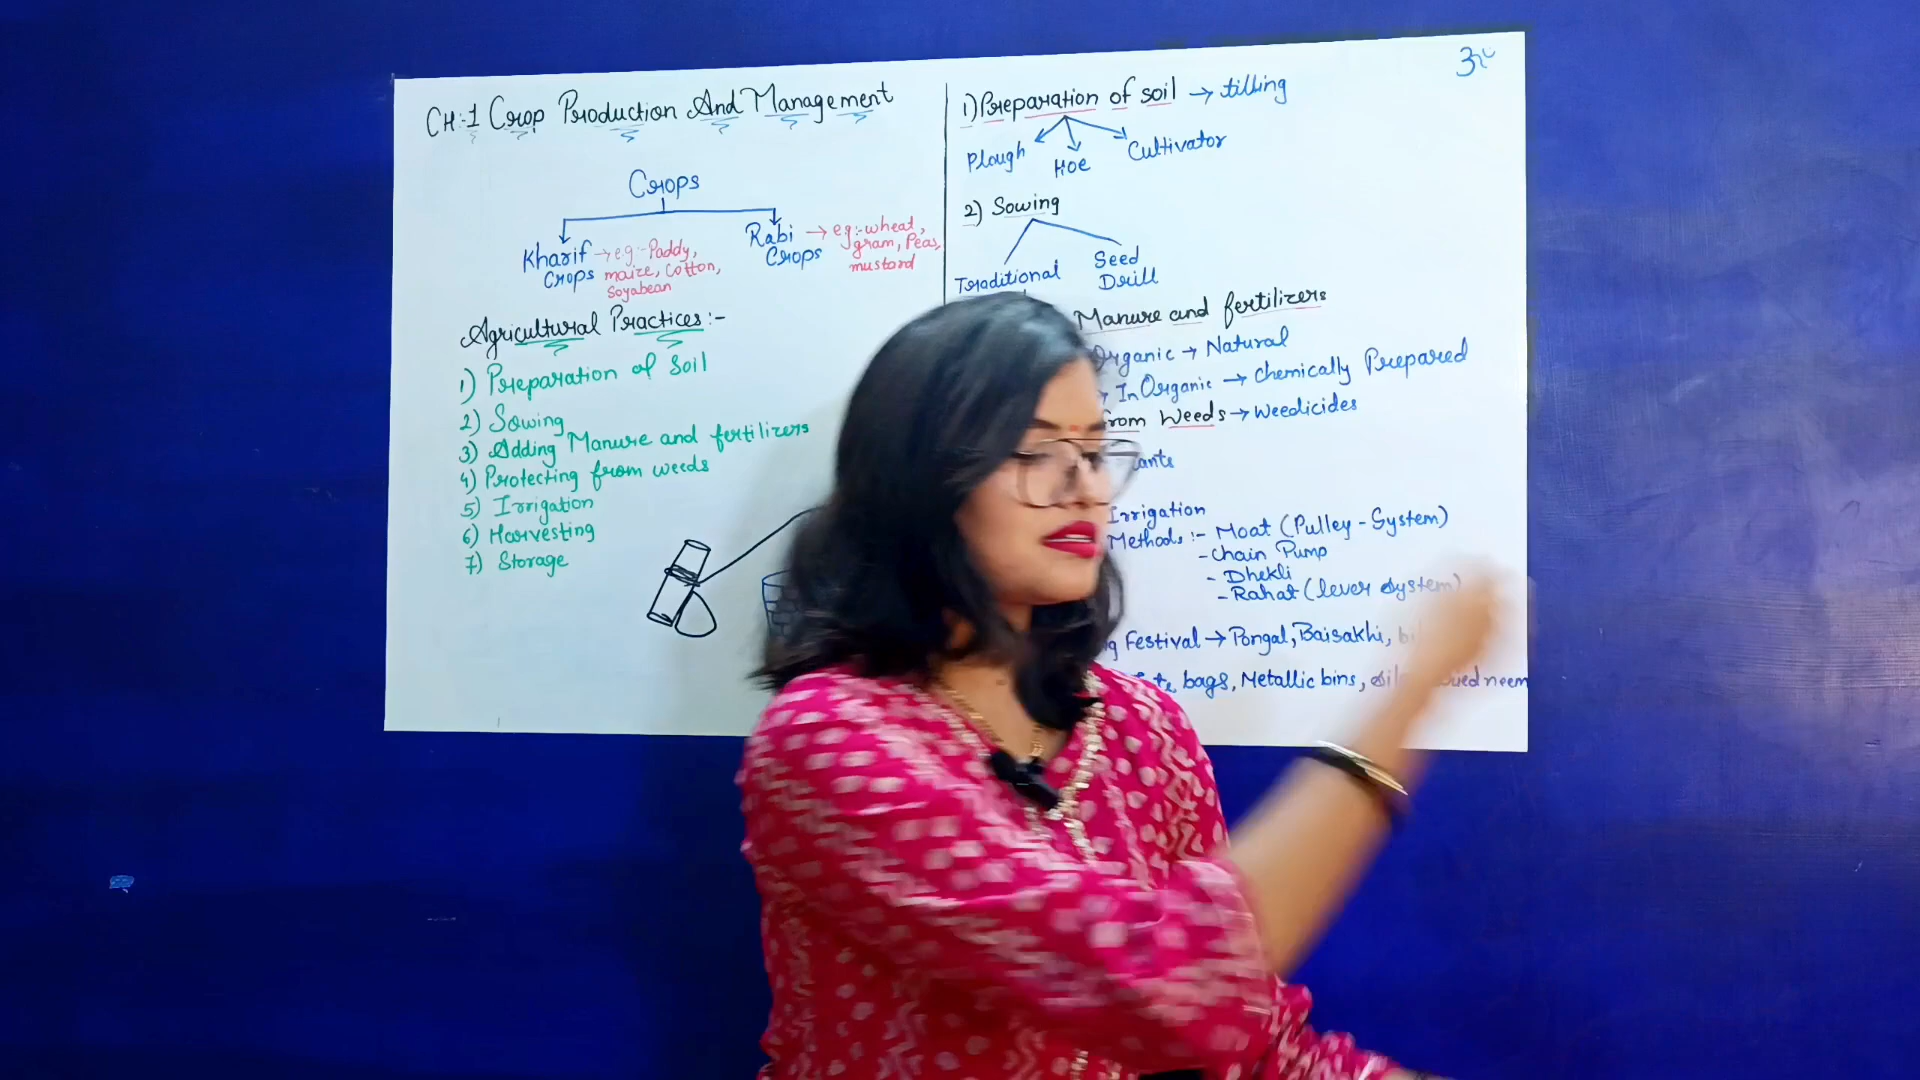 CH:-1 Crop Production And Management
Crops
Kharif Crops → eg:- Paddy, maize, Cotton, Soyabean
Rabi Crops → eg:- wheat, gram, Peas, mustard
Agricultural Practices:-
1) Preparation of Soil
2) Sowing
3) Adding Manure and fertilizers
4) Protecting from weeds
5) Irrigation
6) Harvesting
7) Storage
1) Preparation of soil → tilling
Plough Hoe Cultivator
2) Sowing
Traditional
Seed Drill
Manure and fertilizers
Organic → Natural
InOrganic → chemically Prepared
from Weeds → Weedicides
Irrigation
Methods :- Moat (Pulley-System)
- Chain Pump
- Dhekli
- Rahat (lever system)
Festival → Pongal, Baisakhi,
bags, Metallic bins, neem